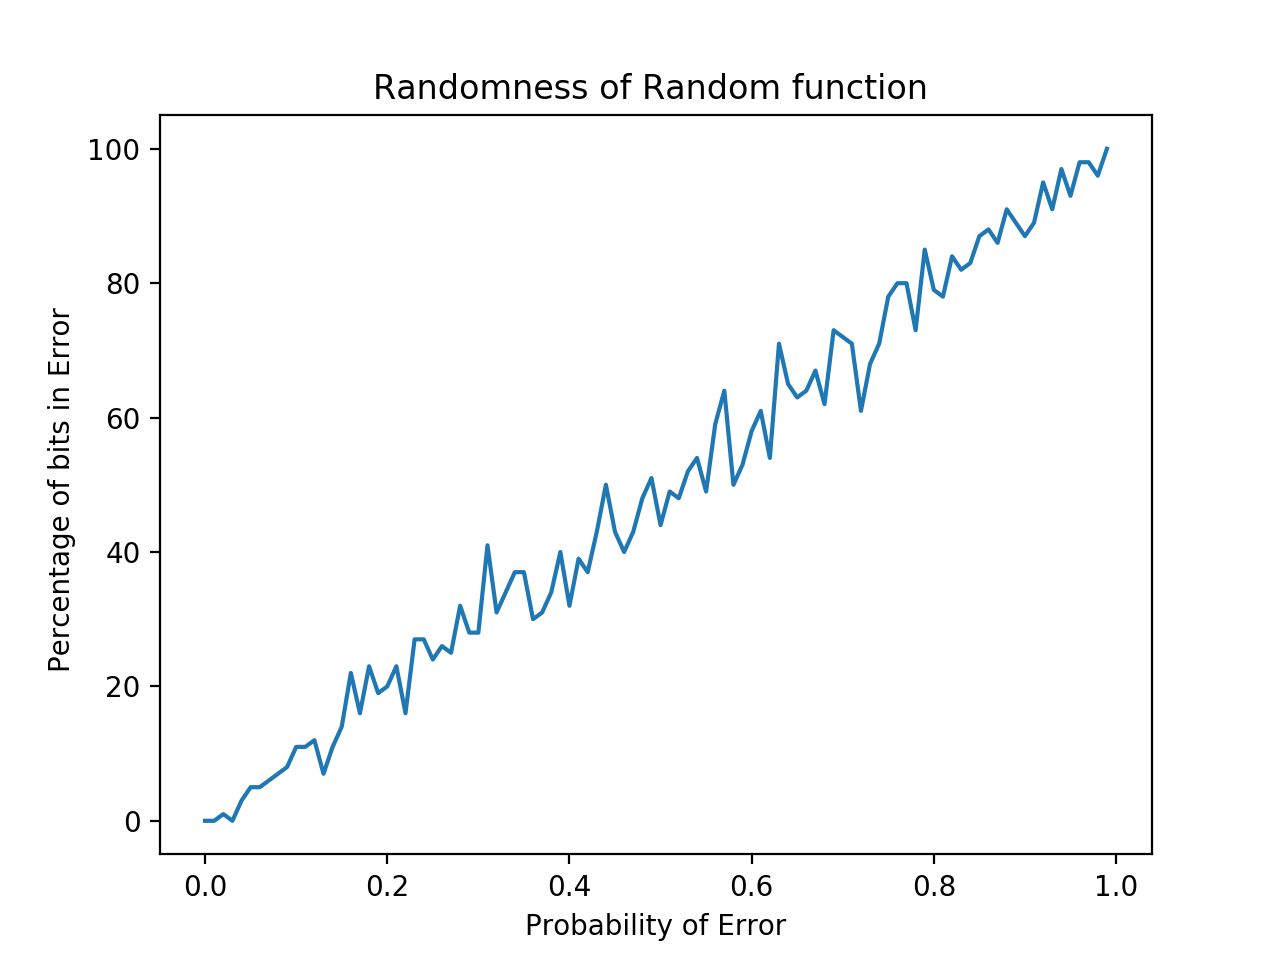 Randomness of Random function
100
80
60
40
20
0
Percentage of bits in Error
0.0 0.2 0.4 0.6 0.8 1.0
Probability of Error